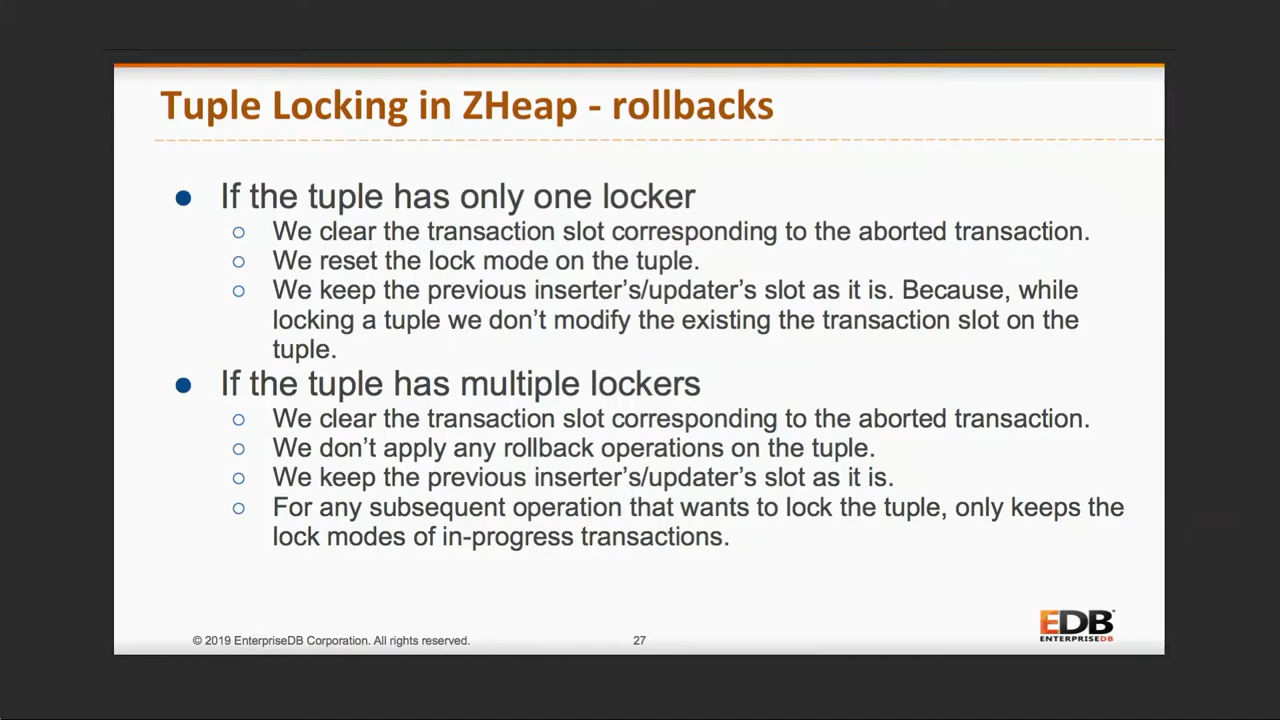 Tuple Locking in ZHeap - rollbacks
● If the tuple has only one locker
○ We clear the transaction slot corresponding to the aborted transaction.
○ We reset the lock mode on the tuple.
○ We keep the previous inserter’s/updater’s slot as it is. Because, while
locking a tuple we don’t modify the existing the transaction slot on the
tuple.
● If the tuple has multiple lockers
○ We clear the transaction slot corresponding to the aborted transaction.
○ We don’t apply any rollback operations on the tuple.
○ We keep the previous inserter’s/updater’s slot as it is.
○ For any subsequent operation that wants to lock the tuple, only keeps the
lock modes of in-progress transactions.
© 2019 EnterpriseDB Corporation. All rights reserved.
27
EDB™
ENTERPRISEDB